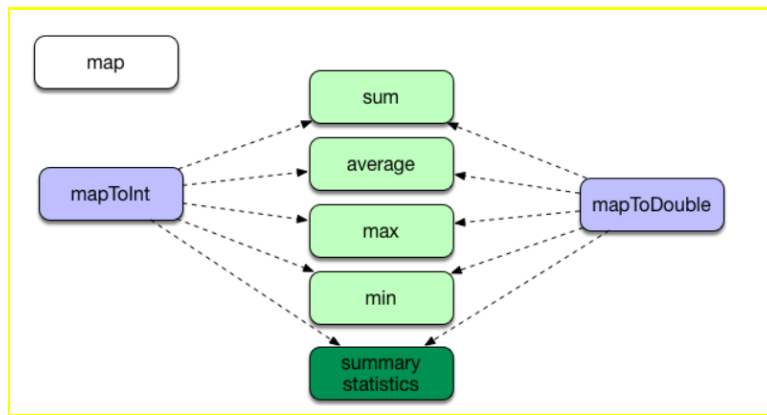 map
sum
average
mapToInt
mapToDouble
max
min
summary
statistics